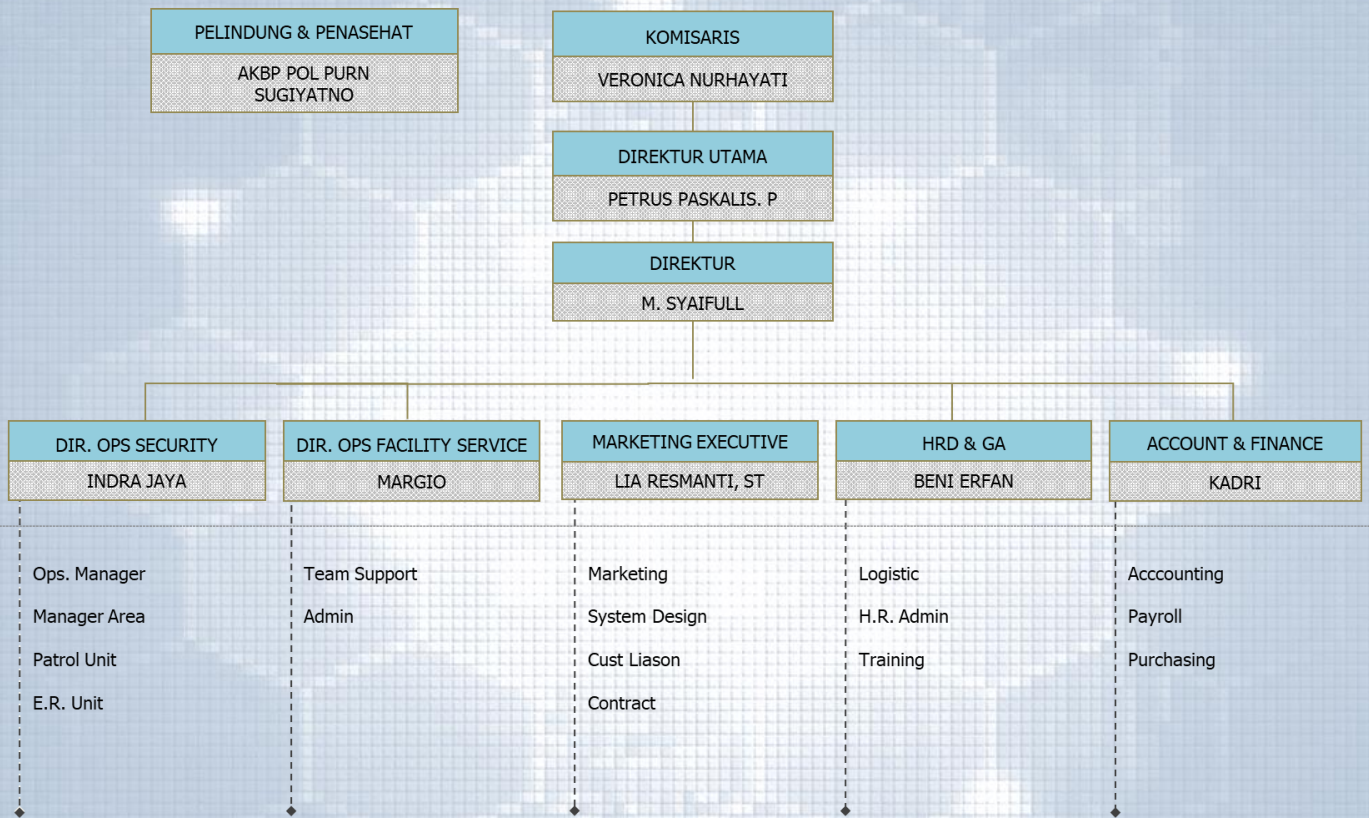 PELINDUNG & PENASEHAT
AKBP POL PURN
SUGIYATNO
KOMISARIS
VERONICA NURHAYATI
DIREKTUR UTAMA
PETRUS PASKALIS. P
DIREKTUR
M. SYAIFULL
DIR. OPS SECURITY
INDRA JAYA
DIR. OPS FACILITY SERVICE
MARGIO
MARKETING EXECUTIVE
LIA RESMANTI, ST
HRD & GA
BENI ERFAN
ACCOUNT & FINANCE
KADRI
Ops. Manager
Manager Area
Patrol Unit
E.R. Unit
Team Support
Admin
Marketing
System Design
Cust Liason
Contract
Logistic
H.R. Admin
Training
Acccounting
Payroll
Purchasing